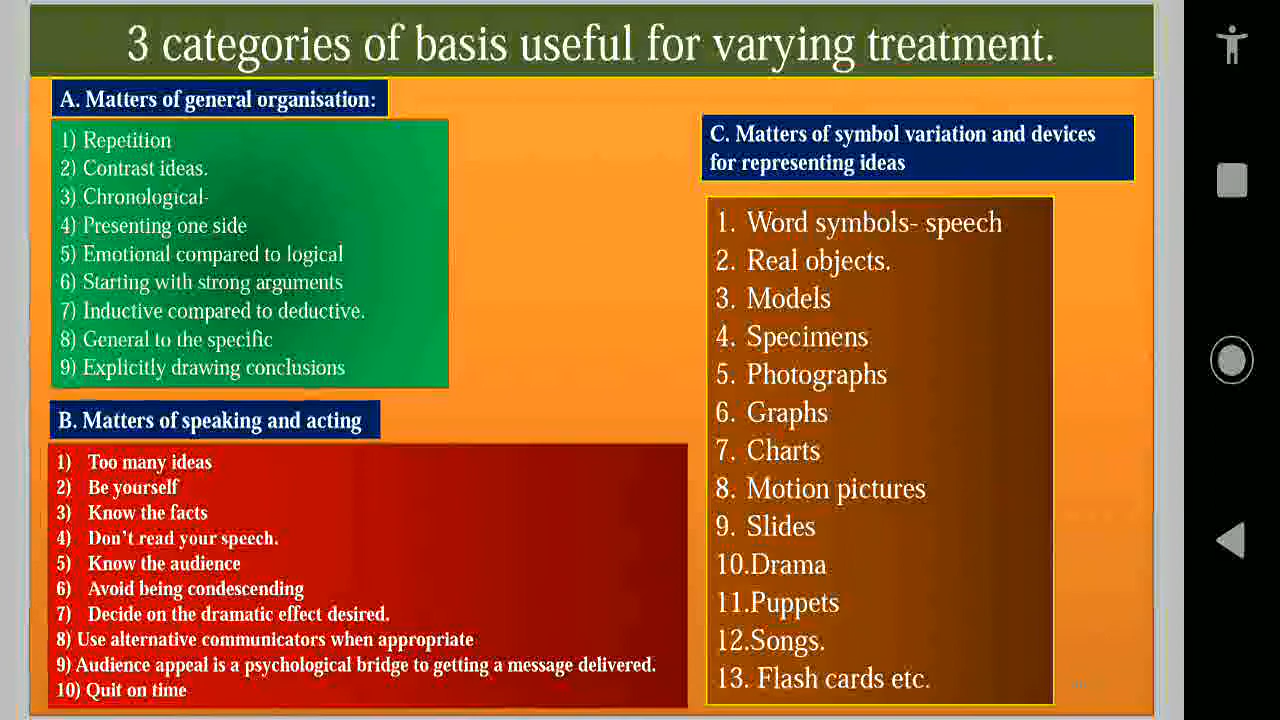 3 categories of basis useful for varying treatment.
A. Matters of general organisation:
1) Repetition
2) Contrast ideas.
3) Chronological-
4) Presenting one side
5) Emotional compared to logical
6) Starting with strong arguments
7) Inductive compared to deductive.
8) General to the specific
9) Explicitly drawing conclusions
B. Matters of speaking and acting
1) Too many ideas
2) Be yourself
3) Know the facts
4) Don't read your speech.
5) Know the audience
6) Avoid being condescending
7) Decide on the dramatic effect desired.
8) Use alternative communicators when appropriate
9) Audience appeal is a psychological bridge to getting a message delivered.
10) Quit on time
C. Matters of symbol variation and devices
for representing ideas
1. Word symbols- speech
2. Real objects.
3. Models
4. Specimens
5. Photographs
6. Graphs
7. Charts
8. Motion pictures
9. Slides
10.Drama
11.Puppets
12.Songs.
13. Flash cards etc.